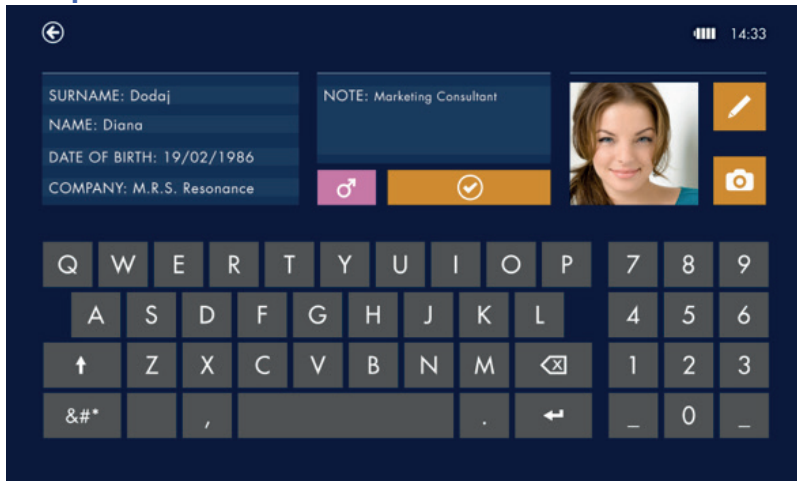 14:33
SURNAME: Dodaj
NAME: Diana
DATE OF BIRTH: 19/02/1986
COMPANY: M.R.S. Resonance
NOTE: Marketing Consultant
Q W E R T Y U I O P 7 8 9
A S D F G H J K L 4 5 6
Z X C V B N M 1 2 3
&#* , . _ 0 _